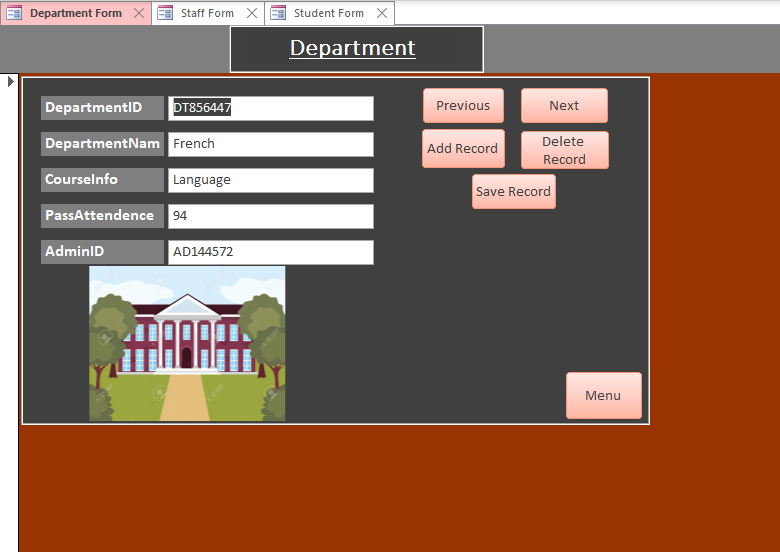 Department Form
Staff Form
Student Form
Department
DepartmentID DT856447
DepartmentNam French
CourseInfo Language
PassAttendence 94
AdminID AD144572
Previous Next
Add Record Delete Record
Save Record
Menu